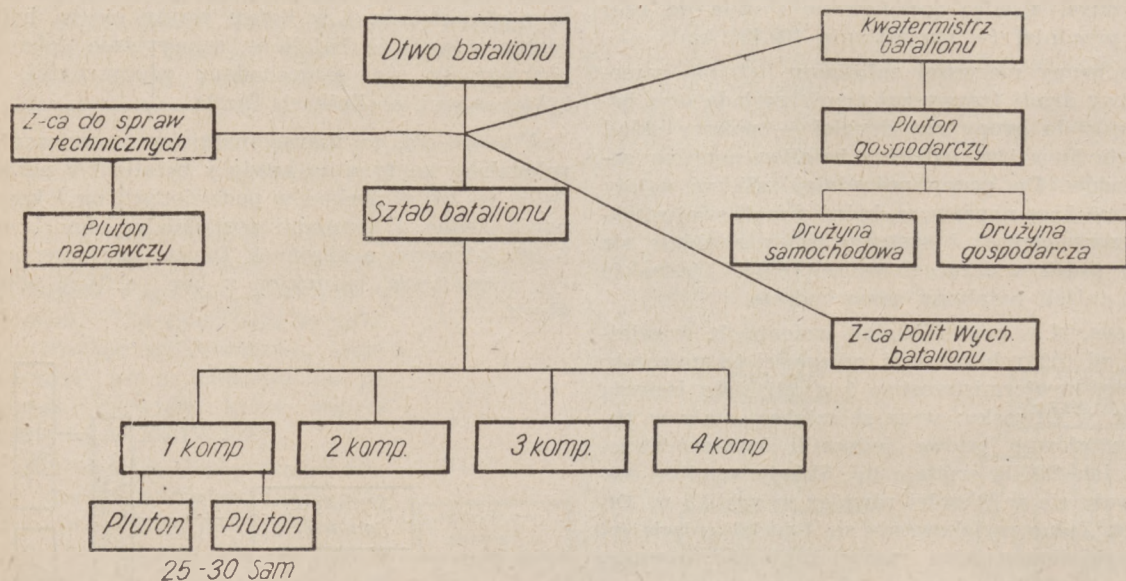 Dtwo batalionu
Kwatermistrz
batalionu
Z-ca do spraw
technicznych
Pluton
gospodarczy
Pluton
naprawczy
Sztab batalionu
Drużyna
samochodowa
Drużyna
gospodarcza
Z-ca Polit Wych.
batalionu
1 komp
2 komp.
3 komp.
4 komp
Pluton
Pluton
25-30 Sam